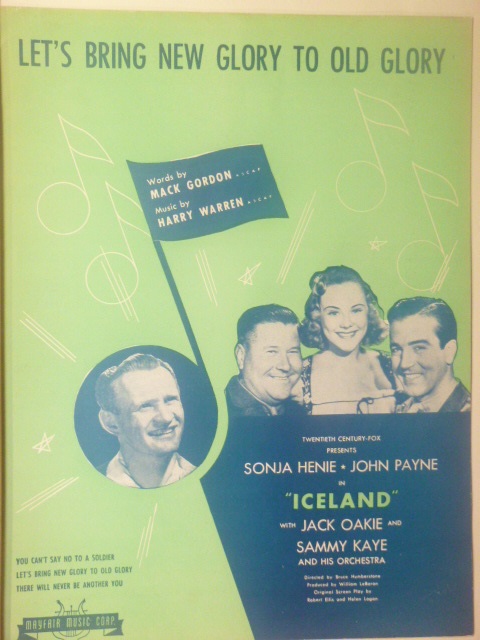 LET'S BRING NEW GLORY TO OLD GLORY
Words by
MACK GORDON A.S.C.A.P.
Music by
HARRY WARREN A.S.C.A.P.
TWENTIETH CENTURY-FOX
PRESENTS
SONJA HENIE ★ JOHN PAYNE
IN
"ICELAND"
WITH JACK OAKIE AND
SAMMY KAYE
AND HIS ORCHESTRA
Directed by Bruce Humberstone
Produced by William LeBaron
Original Screen Play by
Robert Ellis and Helen Logan
YOU CAN'T SAY NO TO A SOLDIER
LET'S BRING NEW GLORY TO OLD GLORY
THERE WILL NEVER BE ANOTHER YOU
MAYFAIR MUSIC CORP.